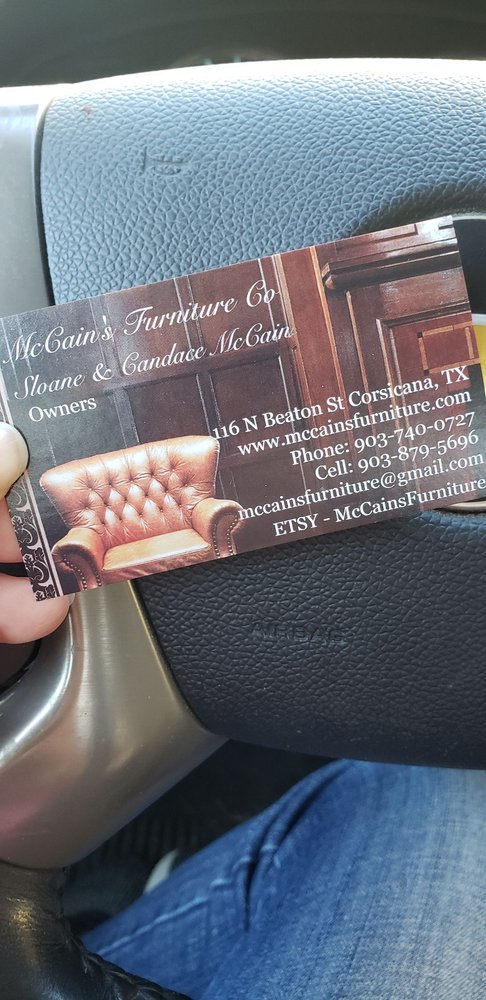 McCain's Furniture Co
Sloane & Candace McCain
Owners
116 N Beaton St Corsicana, TX
www.mccainsfurniture.com
Phone: 903-740-0727
Cell: 903-879-5696
mccainsfurniture@gmail.com
ETSY - McCainsFurniture
AIRBAG